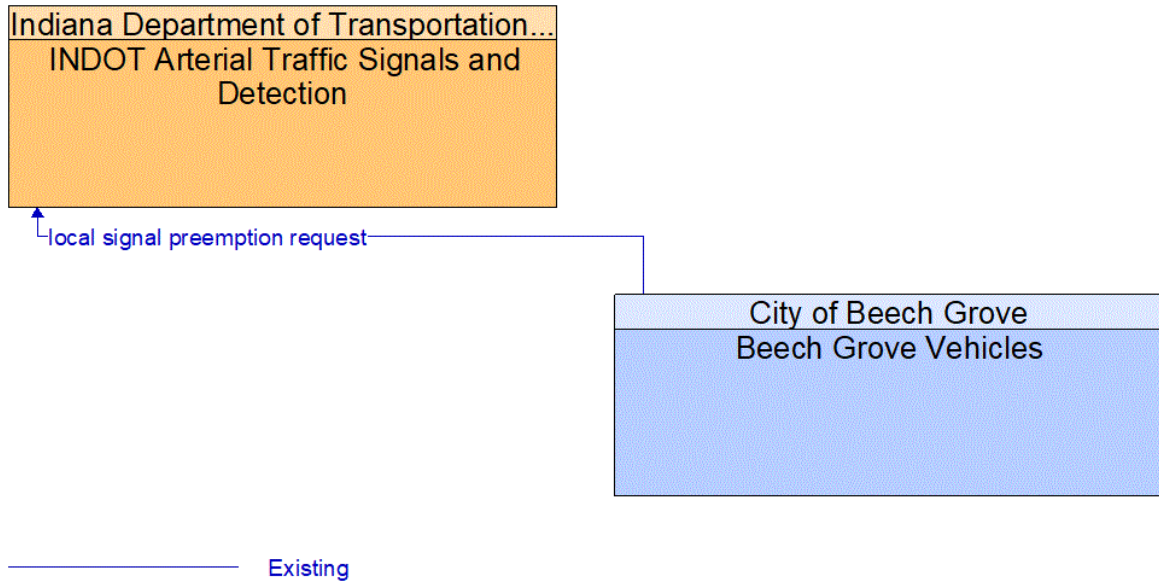 Indiana Department of Transportation...
INDOT Arterial Traffic Signals and
Detection
local signal preemption request
City of Beech Grove
Beech Grove Vehicles
Existing